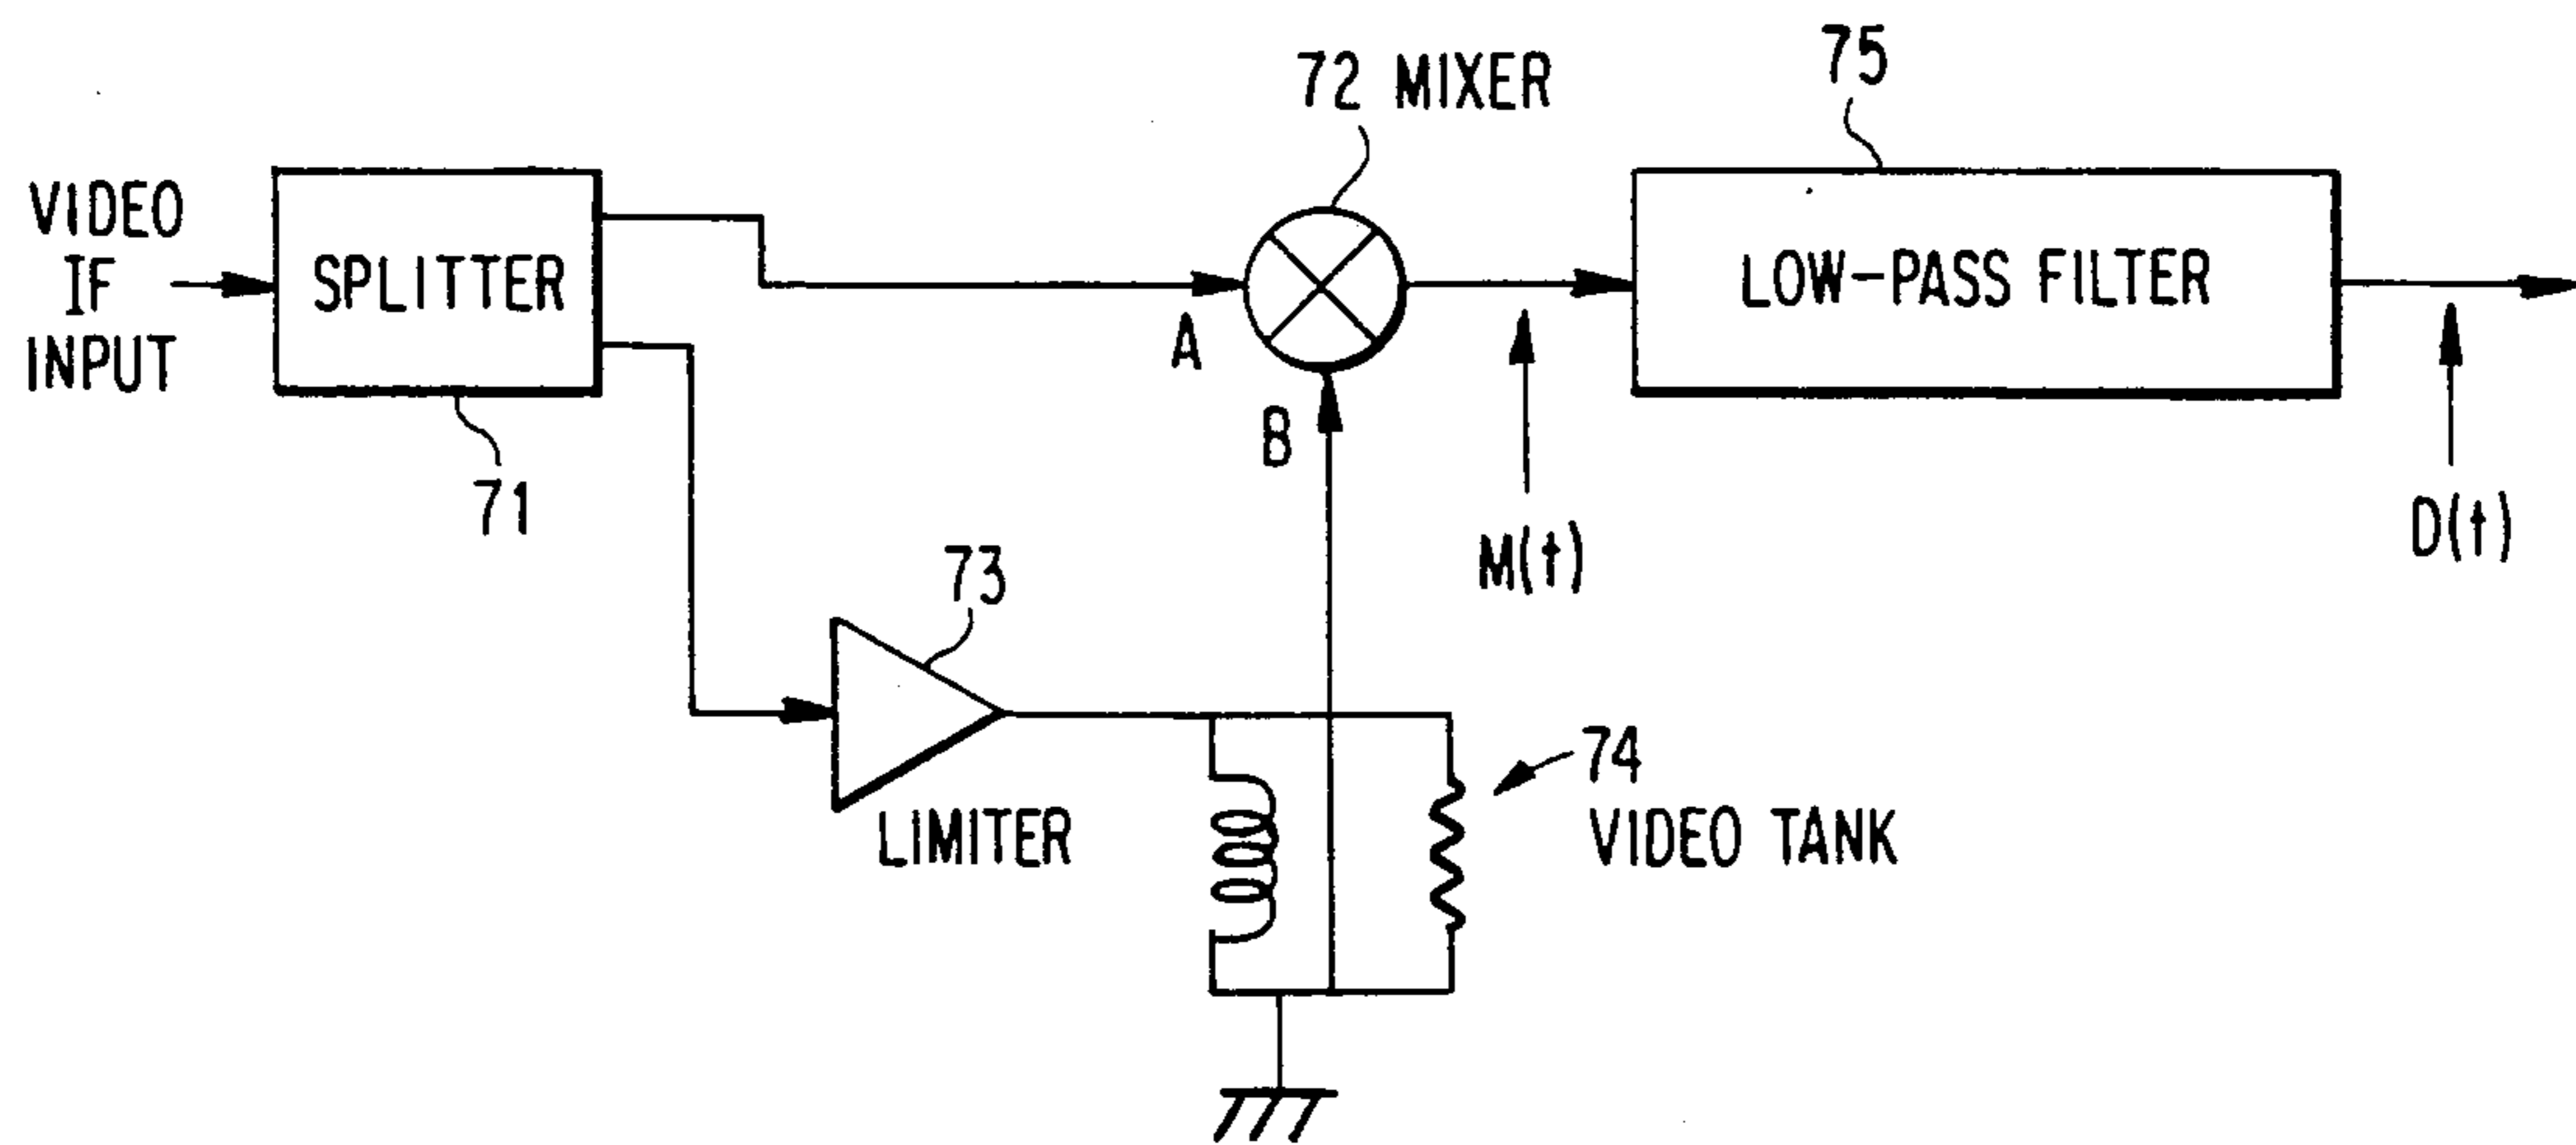 VIDEO
IF
INPUT
SPLITTER
71
72 MIXER
A
B
M(t)
75
LOW-PASS FILTER
D(t)
73
LIMITER
74
VIDEO TANK